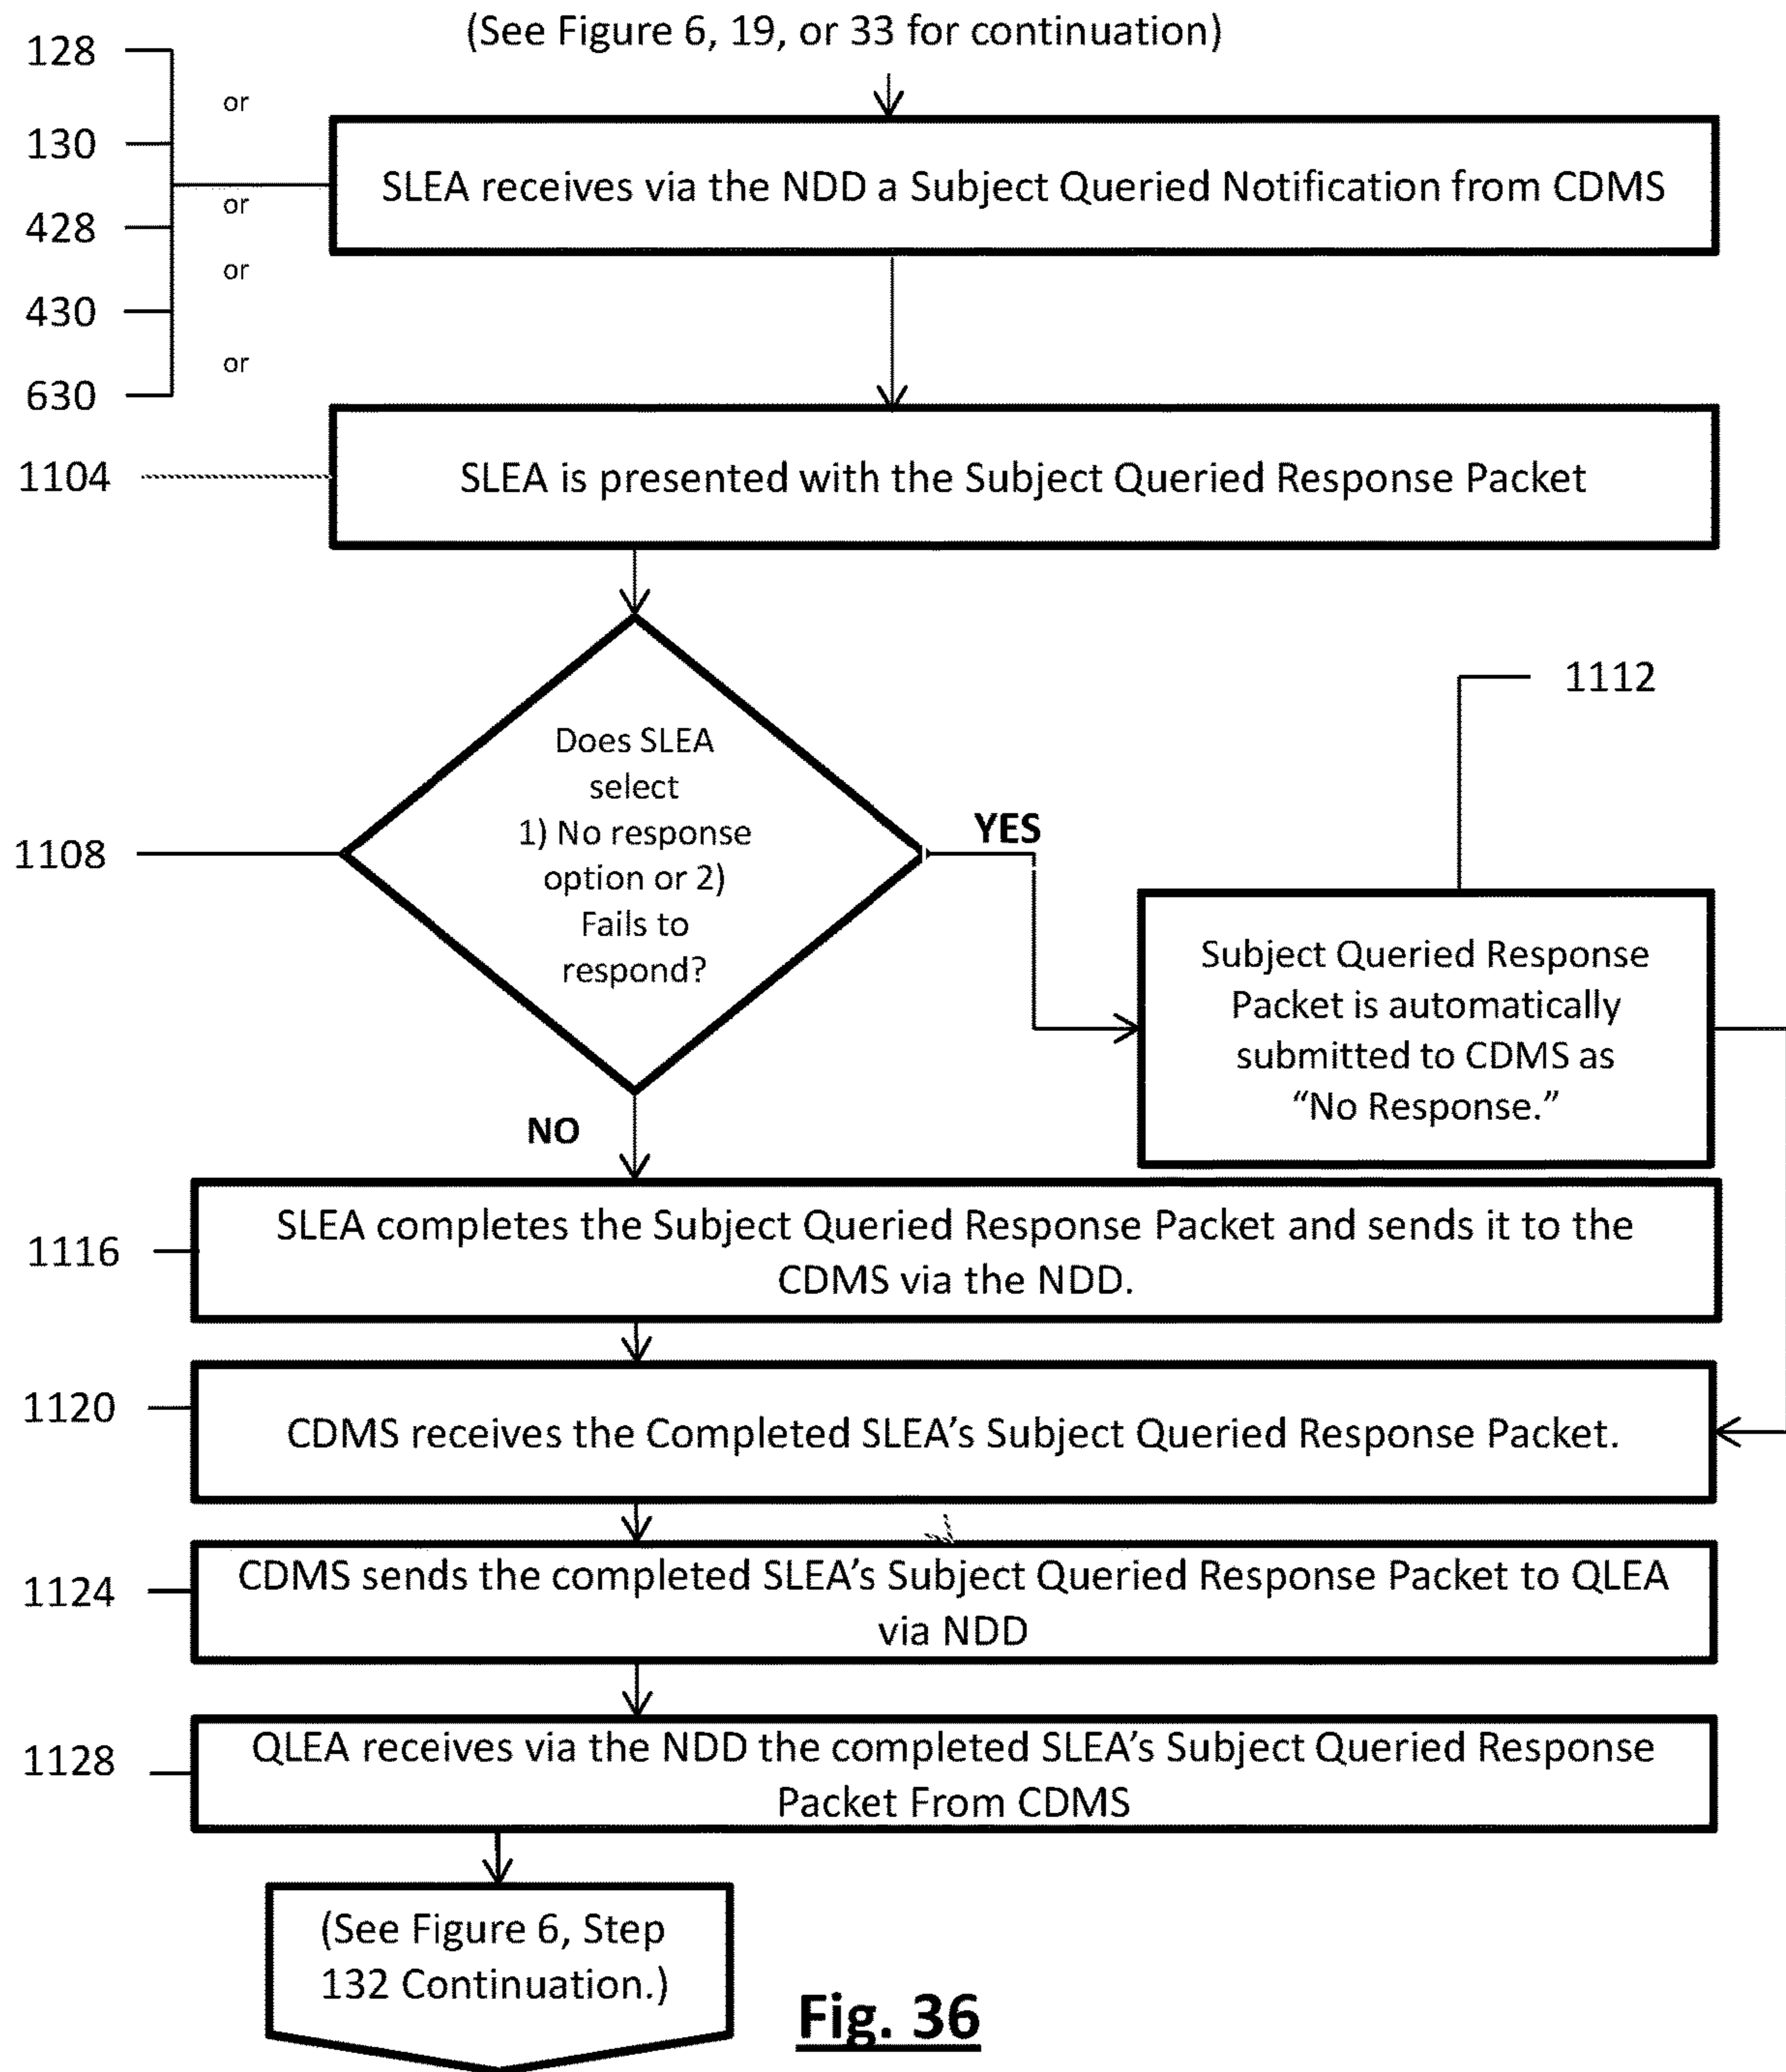 (See Figure 6, 19, or 33 for continuation)
128
or
130
SLEA receives via the NDD a Subject Queried Notification from CDMS
or
428
or
430
or
630
1104
SLEA is presented with the Subject Queried Response Packet
1112
Does SLEA
select
1) No response
option or 2)
Fails to
respond?
YES
1108
Subject Queried Response
Packet is automatically
submitted to CDMS as
“No Response.”
NO
SLEA completes the Subject Queried Response Packet and sends it to the
1116
CDMS via the NDD.
1120
CDMS receives the Completed SLEA’s Subject Queried Response Packet.
CDMS sends the completed SLEA’s Subject Queried Response Packet to QLEA
1124
via NDD
QLEA receives via the NDD the completed SLEA’s Subject Queried Response
1128
Packet From CDMS
(See Figure 6, Step
132 Continuation.)
Fig. 36